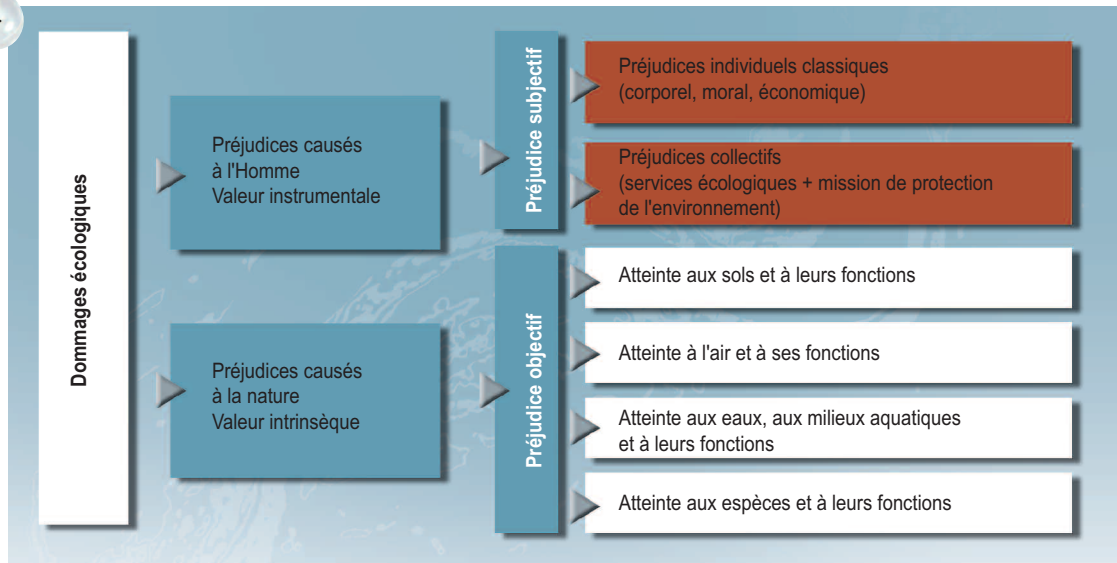 Dommages écologiques
Préjudices causés
à l'Homme
Valeur instrumentale
Préjudice subjectif
Préjudices individuels classiques
(corporel, moral, économique)
Préjudices collectifs
(services écologiques + mission de protection
de l'environnement)
Préjudices causés
à la nature
Valeur intrinsèque
Préjudice objectif
Atteinte aux sols et à leurs fonctions
Atteinte à l'air et à ses fonctions
Atteinte aux eaux, aux milieux aquatiques
et à leurs fonctions
Atteinte aux espèces et à leurs fonctions